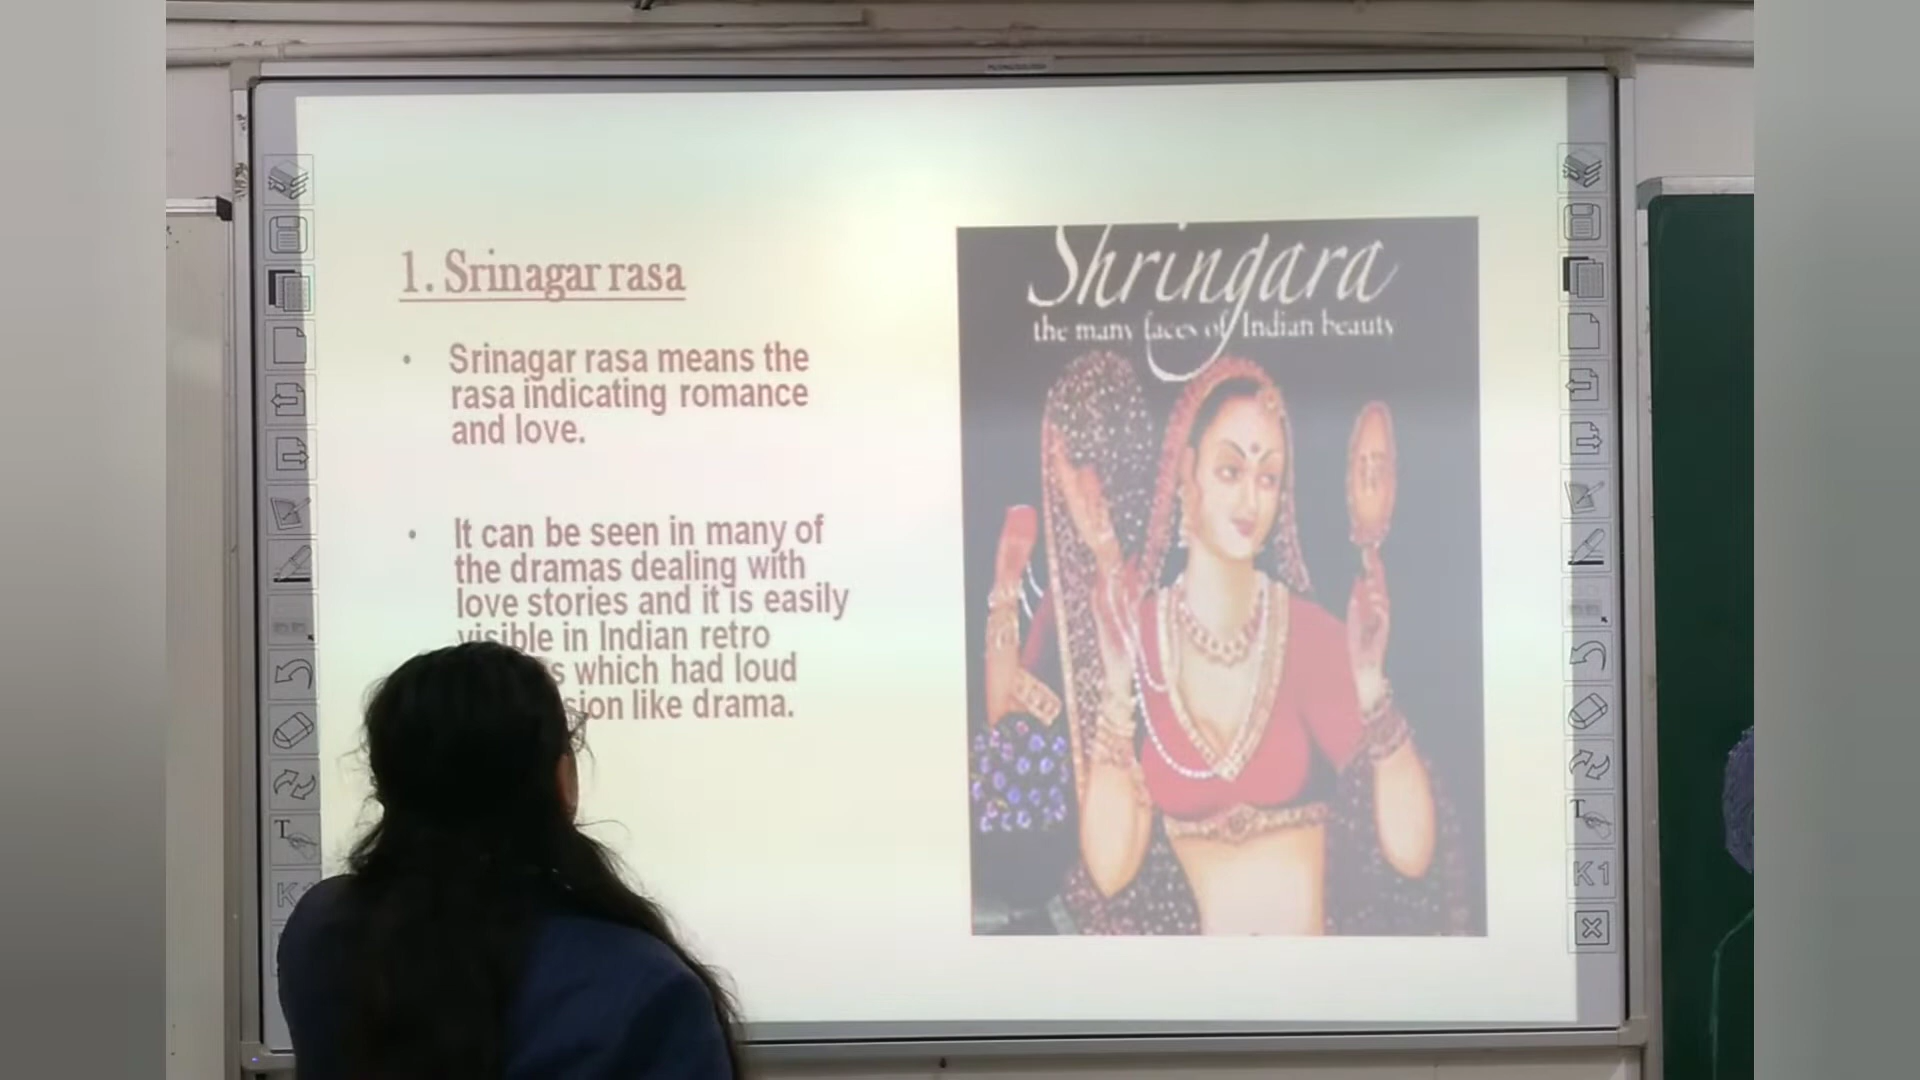 1. Srinagar rasa
• Srinagar rasa means the
rasa indicating romance
and love.
• It can be seen in many of
the dramas dealing with
love stories and it is easily
visible in Indian retro
which had loud
like drama.
Shringara
the many faces of Indian beauty
T
K1
T